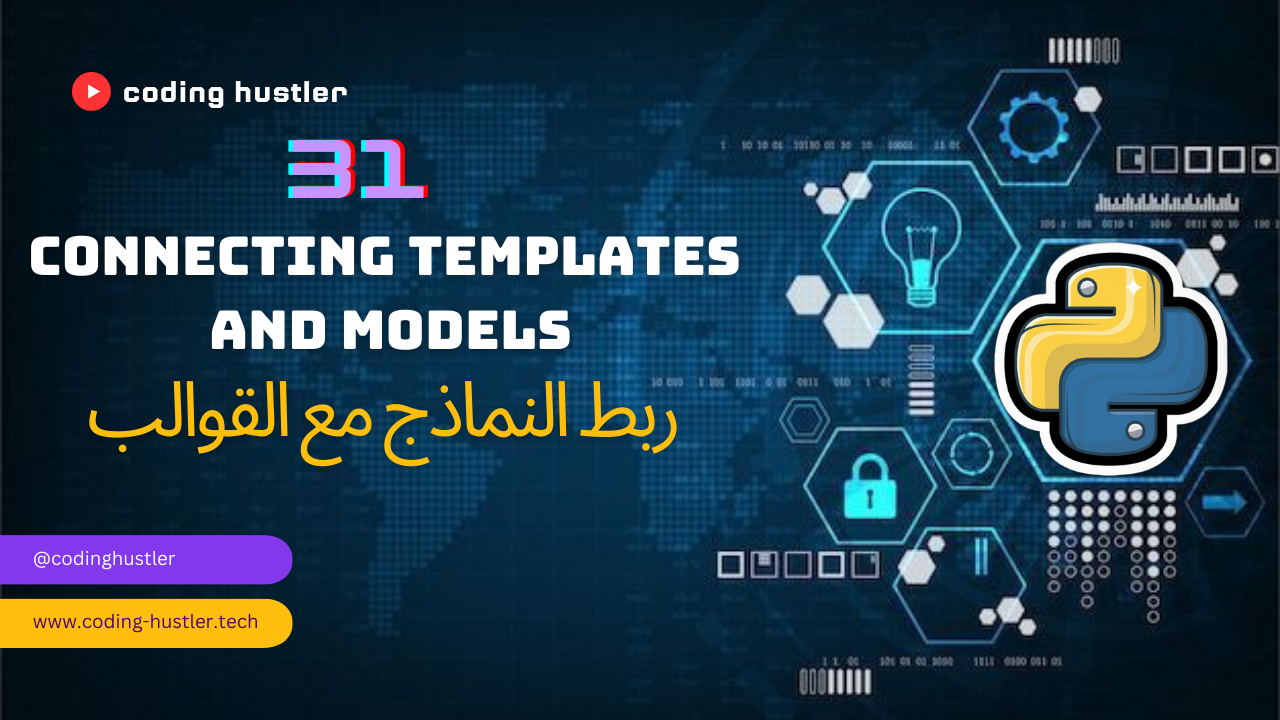 coding hustler
31
CONNECTING TEMPLATES
AND MODELS
ربط النماذج مع القوالب
@codinghustler
www.coding-hustler.tech